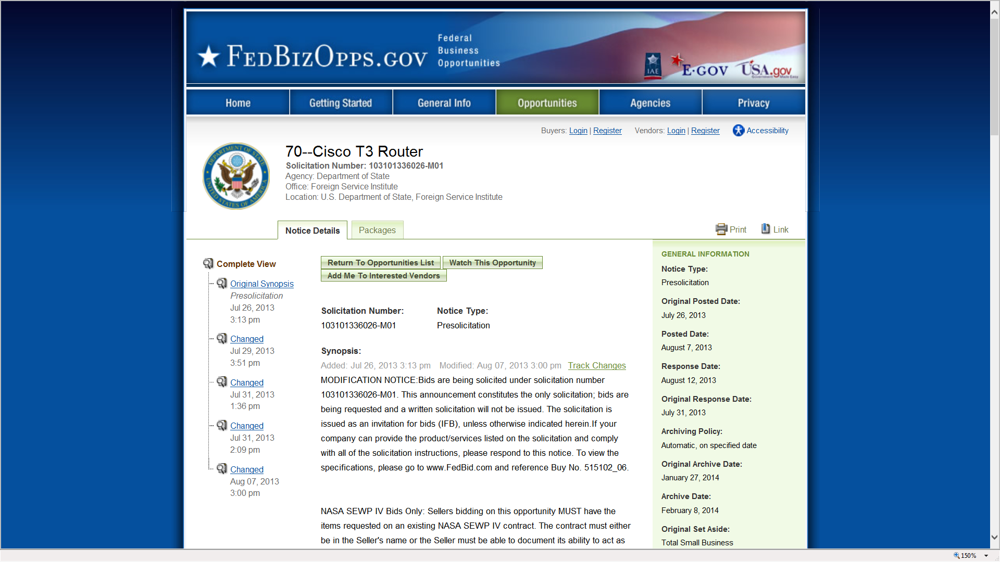 FedBizOpps.gov
Federal
Business
Opportunities
IAE
E-GOV
USA.gov
Home
Getting Started
General Info
Opportunities
Agencies
Privacy
Buyers: Login | Register
Vendors: Login | Register
Accessibility
DEPARTMENT OF STATE
UNITED STATES OF AMERICA
70--Cisco T3 Router
Solicitation Number: 103101336026-M01
Agency: Department of State
Office: Foreign Service Institute
Location: U.S. Department of State, Foreign Service Institute
Notice Details
Packages
Print
Link
Complete View
Original Synopsis
Presolicitation
Jul 26, 2013
3:13 pm
Changed
Jul 29, 2013
3:51 pm
Changed
Jul 31, 2013
1:36 pm
Changed
Jul 31, 2013
2:09 pm
Changed
Aug 07, 2013
3:00 pm
Return To Opportunities List
Watch This Opportunity
Add Me To Interested Vendors
Solicitation Number:
103101336026-M01
Notice Type:
Presolicitation
Synopsis:
Added: Jul 26, 2013 3:13 pm Modified: Aug 07, 2013 3:00 pm Track Changes
MODIFICATION NOTICE:Bids are being solicited under solicitation number
103101336026-M01. This announcement constitutes the only solicitation; bids are
being requested and a written solicitation will not be issued. The solicitation is
issued as an invitation for bids (IFB), unless otherwise indicated herein.If your
company can provide the product/services listed on the solicitation and comply
with all of the solicitation instructions, please respond to this notice. To view the
specifications, please go to www.FedBid.com and reference Buy No. 515102_06.
NASA SEWP IV Bids Only: Sellers bidding on this opportunity MUST have the
items requested on an existing NASA SEWP IV contract. The contract must either
be in the Seller's name or the Seller must be able to document its ability to act as
GENERAL INFORMATION
Notice Type:
Presolicitation
Original Posted Date:
July 26, 2013
Posted Date:
August 7, 2013
Response Date:
August 12, 2013
Original Response Date:
July 31, 2013
Archiving Policy:
Automatic, on specified date
Original Archive Date:
January 27, 2014
Archive Date:
February 8, 2014
Original Set Aside:
Total Small Business
150%